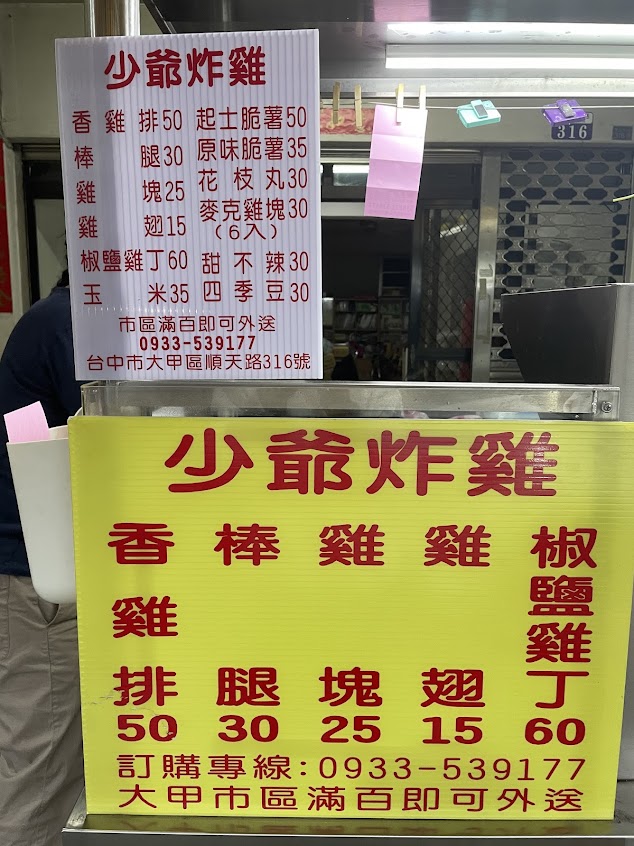 少爺炸雞
香雞排50 起士脆薯50
棒腿30 原味脆薯35
雞塊25 花枝丸30
雞翅15 麥克雞塊30
(6入)
椒鹽雞丁60 甜不辣30
玉米35 四季豆30
市區滿百即可外送
0933-539177
台中市大甲區順天路316號
316
少爺炸雞
香雞排 棒腿 雞塊 雞翅 椒鹽雞丁
50 30 25 15 60
訂購專線:0933-539177
大甲市區滿百即可外送